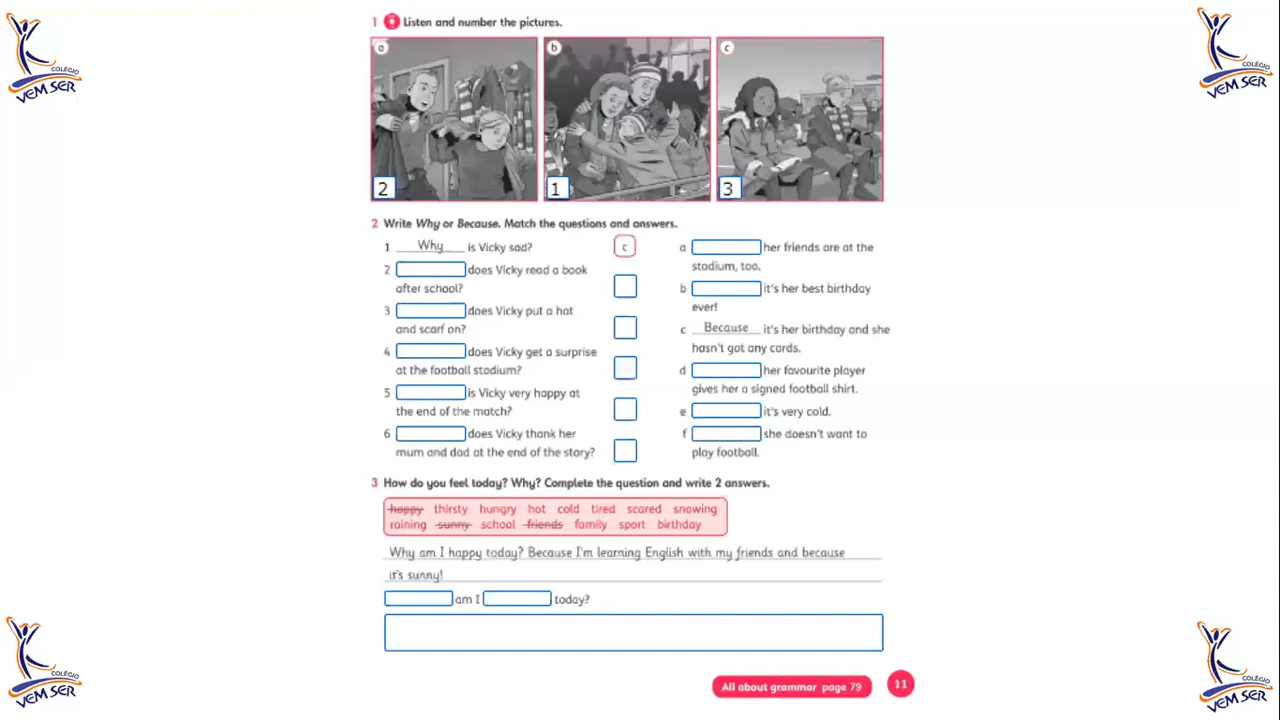 COLÉGIO
VEM SER
COLÉGIO
VEM SER
1 Listen and number the pictures.
a
b
c
2
1
3
2 Write Why or Because. Match the questions and answers.
1 Why is Vicky sad? c
2 does Vicky read a book
after school?
3 does Vicky put a hat
and scarf on?
4 does Vicky get a surprise
at the football stadium?
5 is Vicky very happy at
the end of the match?
6 does Vicky thank her
mum and dad at the end of the story?
a her friends are at the
stadium, too.
b it's her best birthday
ever!
c Because it's her birthday and she
hasn't got any cards.
d her favourite player
gives her a signed football shirt.
e it's very cold.
f she doesn't want to
play football.
3 How do you feel today? Why? Complete the question and write 2 answers.
happy thirsty hungry hot cold tired scared snowing
raining sunny school friends family sport birthday
Why am I happy today? Because I'm learning English with my friends and because
it's sunny!
am I today?
All about grammar page 79
11
COLÉGIO
VEM SER
COLÉGIO
VEM SER